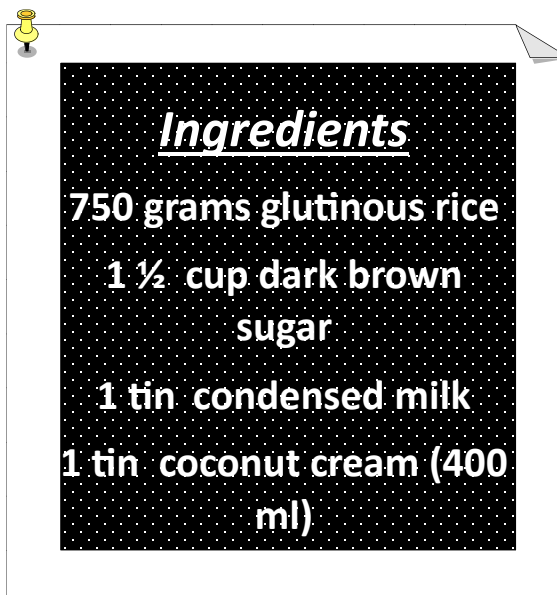 Ingredients
750 grams glutinous rice
1 ½ cup dark brown
sugar
1 tin condensed milk
1 tin coconut cream (400
ml)